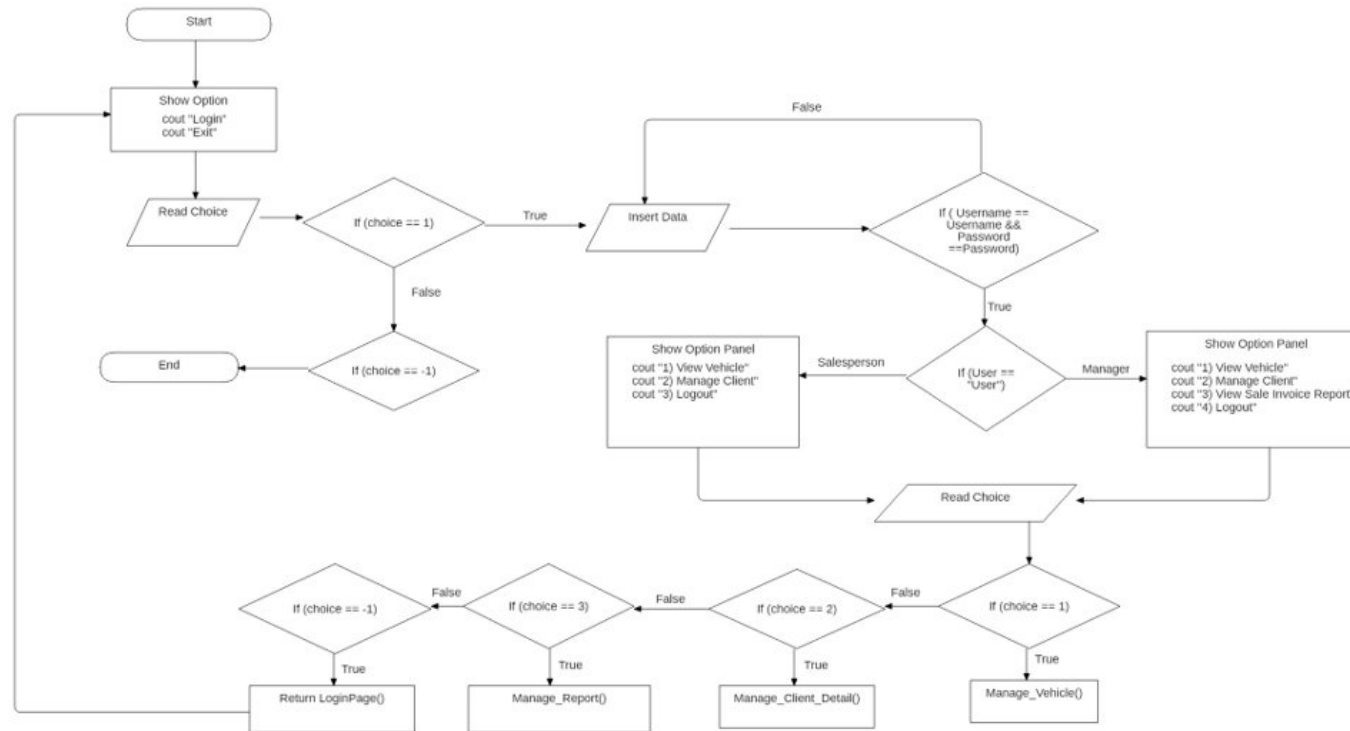 Start
Show Option
cout "Login"
cout "Exit"
Read Choice
If (choice == 1)
True
False
Insert Data
False
If ( Username ==
Username &&
Password
==Password)
True
If (choice == -1)
End
If (User ==
"User")
Salesperson
Manager
Show Option Panel
cout "1) View Vehicle"
cout "2) Manage Client"
cout "3) Logout"
Show Option Panel
cout "1) View Vehicle"
cout "2) Manage Client"
cout "3) View Sale Invoice Report
cout "4) Logout"
Read Choice
If (choice == 1)
False
True
Manage_Vehicle()
If (choice == 2)
False
True
Manage_Client_Detail()
If (choice == 3)
False
True
Manage_Report()
If (choice == -1)
True
Return LoginPage()